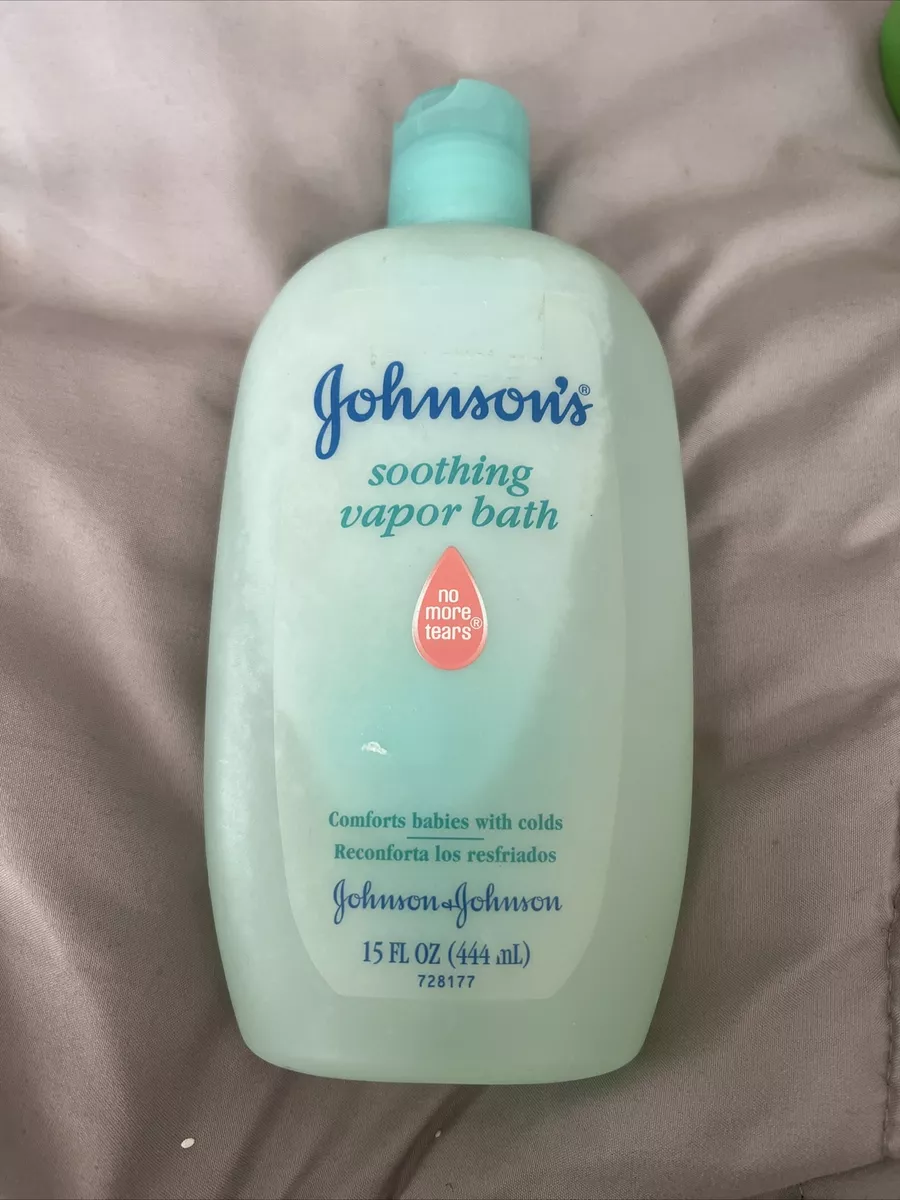 Johnson's®
soothing
vapor bath
no
more
tears®
Comforts babies with colds
Reconforta los resfriados
Johnson & Johnson
15 FL OZ (444 mL)
728177